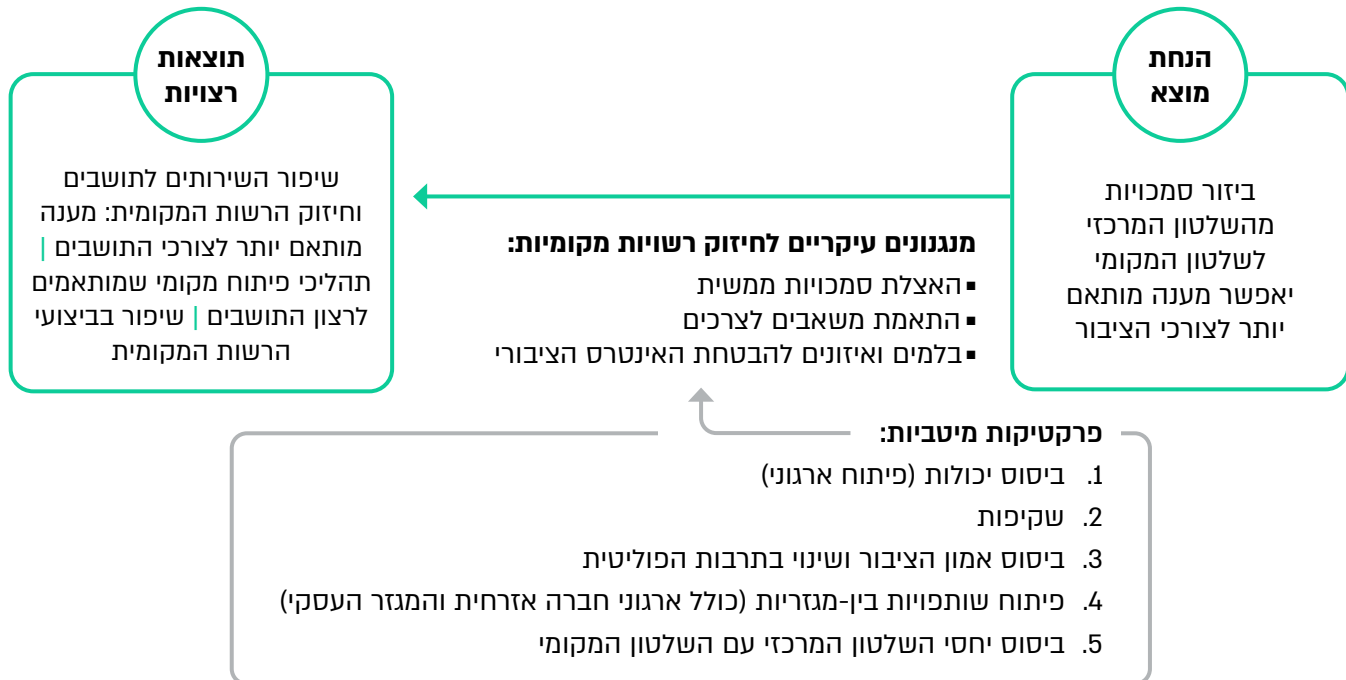 הנחת
מוצא
ביזור סמכויות
מהשלטון המרכזי
לשלטון המקומי
יאפשר מענה מותאם
יותר לצורכי הציבור
מנגנונים עיקריים לחיזוק רשויות מקומיות:
▪ האצלת סמכויות ממשית
▪ התאמת משאבים לצרכים
▪ בלמים ואיזונים להבטחת האינטרס הציבורי
תוצאות
רצויות
שיפור השירותים לתושבים
וחיזוק הרשות המקומית: מענה
מותאם יותר לצורכי התושבים |
תהליכי פיתוח מקומי שמותאמים
לרצון התושבים | שיפור בביצועי
הרשות המקומית
פרקטיקות מיטביות:
1. ביסוס יכולות (פיתוח ארגוני)
2. שקיפות
3. ביסוס אמון הציבור ושינוי בתרבות הפוליטית
4. פיתוח שותפויות בין-מגזריות (כולל ארגוני חברה אזרחית והמגזר העסקי)
5. ביסוס יחסי השלטון המרכזי עם השלטון המקומי